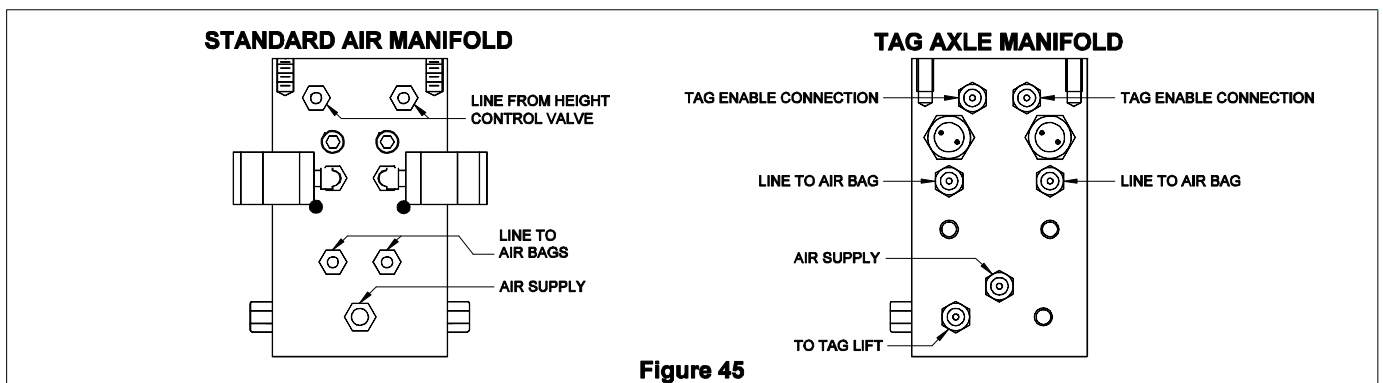 STANDARD AIR MANIFOLD
LINE FROM HEIGHT
CONTROL VALVE
LINE TO
AIR BAGS
AIR SUPPLY
TAG AXLE MANIFOLD
TAG ENABLE CONNECTION
TAG ENABLE CONNECTION
LINE TO AIR BAG
LINE TO AIR BAG
AIR SUPPLY
TO TAG LIFT
Figure 45